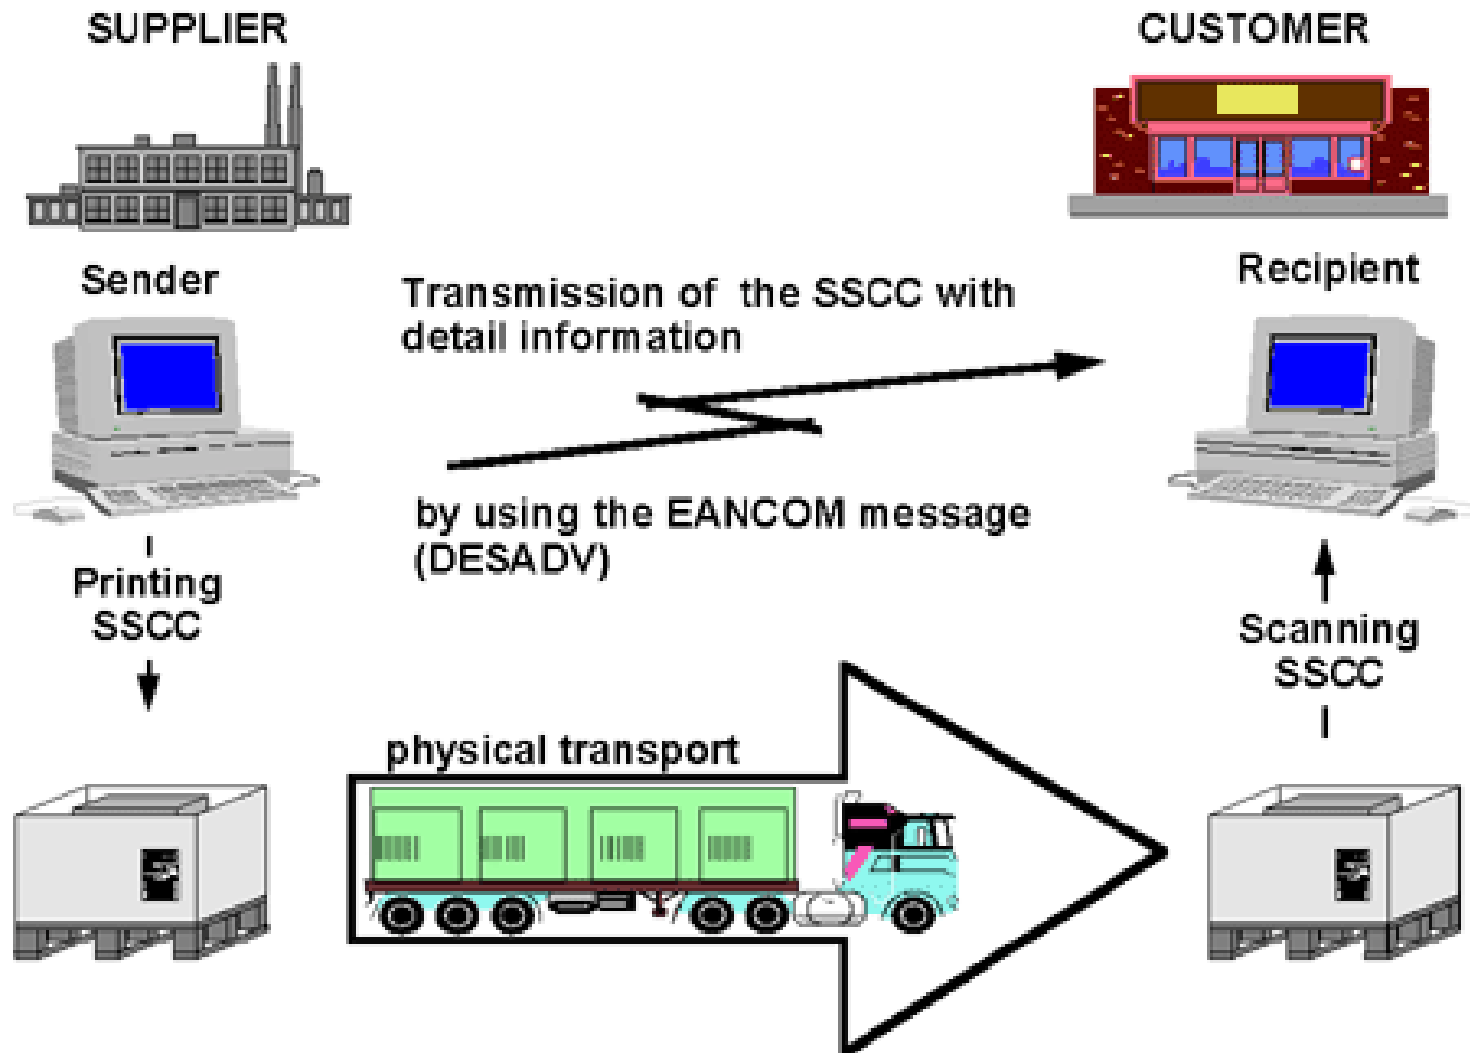 SUPPLIER
CUSTOMER
Sender
Recipient
Transmission of the SSCC with
detail information
by using the EANCOM message
(DESADV)
Printing
SSCC
Scanning
SSCC
physical transport